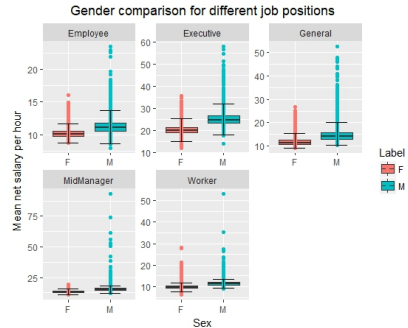 Gender comparison for different job positions
Employee
Executive
General
20
15
10
60
50
40
30
20
10
50
40
30
20
10
F
M
F
M
F
M
Mean net salary per hour
Label
F
M
MidManager
Worker
75
50
25
50
40
30
20
10
F
M
F
M
Sex